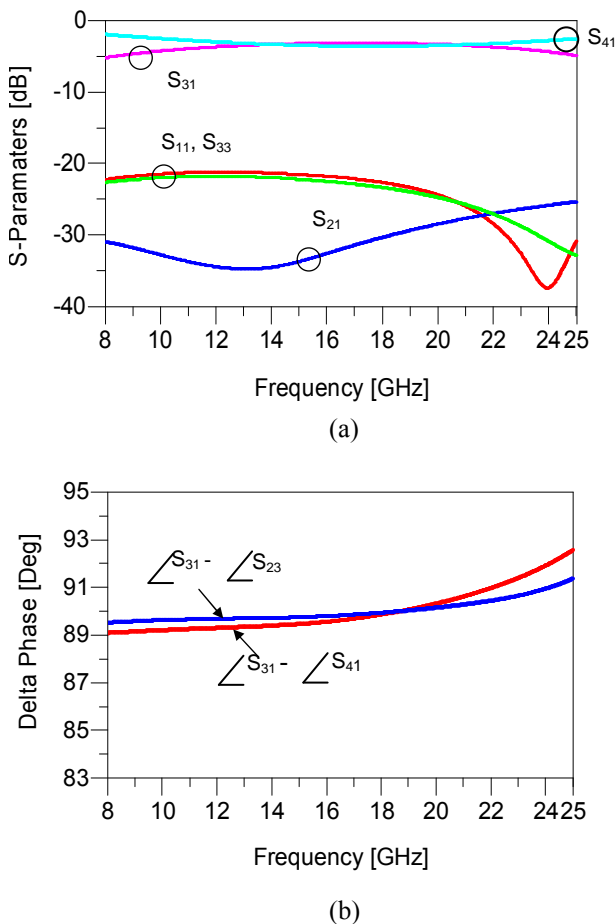 0
-10
-20
-30
-40
S-Paramaters [dB]
S31
S41
S11, S33
S21
8 10 12 14 16 18 20 22 24 25
Frequency [GHz]
(a)
95
93
91
89
87
85
83
Delta Phase [Deg]
∠S31 - ∠S23
∠S31 - ∠S41
8 10 12 14 16 18 20 22 24 25
Frequency [GHz]
(b)